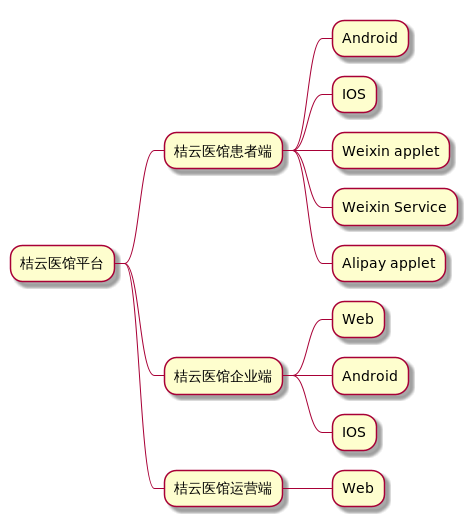 桔云医馆平台
桔云医馆患者端
Android
IOS
Weixin applet
Weixin Service
Alipay applet
桔云医馆企业端
Web
Android
IOS
桔云医馆运营端
Web